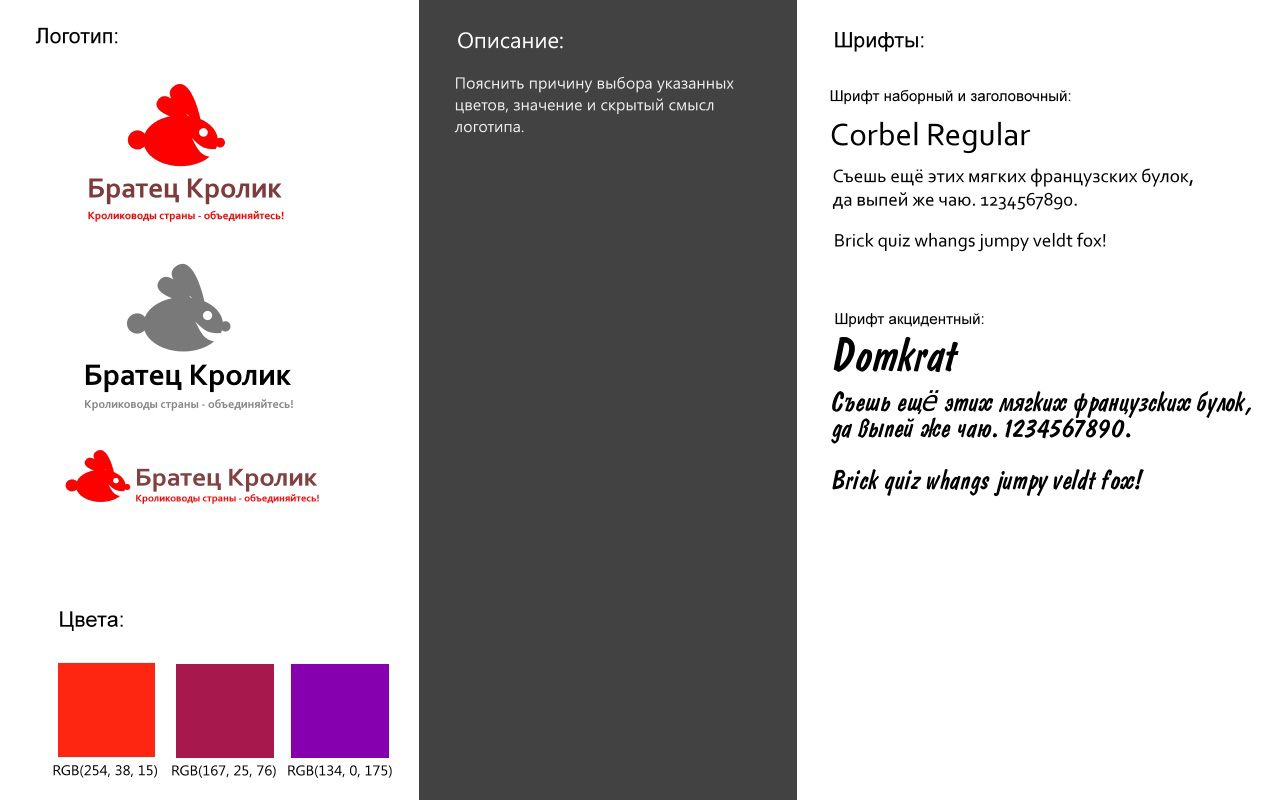 Логотип:
Братец Кролик
Кролиководы страны - объединяйтесь!
Братец Кролик
Кролиководы страны - объединяйтесь!
Братец Кролик
Кролиководы страны - объединяйтесь!
Цвета:
RGB(254, 38, 15)
RGB(167, 25, 76)
RGB(134, 0, 175)
Описание:
Пояснить причину выбора указанных
цветов, значение и скрытый смысл
логотипа.
Шрифты:
Шрифт наборный и заголовочный:
Corbel Regular
Съешь ещё этих мягких французских булок,
да выпей же чаю. 1234567890.
Brick quiz whangs jumpy veldt fox!
Шрифт акцидентный:
Domkrat
Съешь ещё этих мягких французских булок,
да выпей же чаю. 1234567890.
Brick quiz whangs jumpy veldt fox!